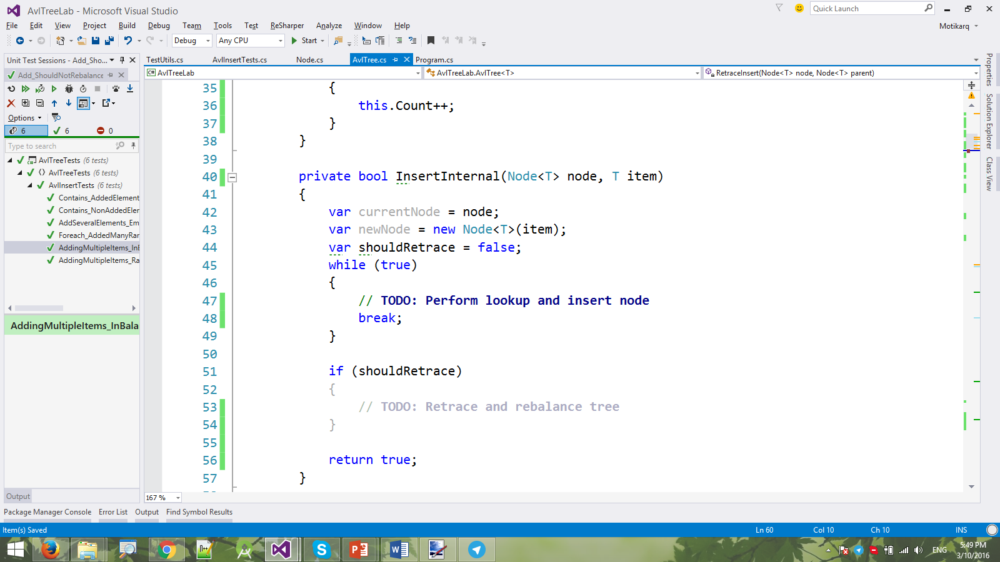 AvlTreeLab - Microsoft Visual Studio
Quick Launch
File Edit View Project Build Debug Team Tools Test ReSharper Analyze Window Help
Motikarq
Debug Any CPU Start
Unit Test Sessions - Add_Sho...
TestUtils.cs AvlInsertTests.cs Node.cs AvlTree.cs Program.cs
Add_ShouldNotRebalance
AvlTreeLab AvlTreeLab.AvlTree<T> RetraceInsert(Node<T> node, Node<T> parent)
Options
6 6 0
Type to search
AvlTreeTests (6 tests)
AvlTreeTests (6 tests)
AvlInsertTests (6 tests)
Contains_AddedElement
Contains_NonAddedEler
AddSeveralElements_Em
Foreach_AddedManyRar
AddingMultipleItems_InE
AddingMultipleItems_Ra
AddingMultipleItems_InBala
Output
35 {
36 this.Count++;
37 }
38 }
39
40 private bool InsertInternal(Node<T> node, T item)
41 {
42 var currentNode = node;
43 var newNode = new Node<T>(item);
44 var shouldRetrace = false;
45 while (true)
46 {
47 // TODO: Perform lookup and insert node
48 break;
49 }
50
51 if (shouldRetrace)
52 {
53 // TODO: Retrace and rebalance tree
54 }
55
56 return true;
57 }
167 %
Properties
Solution Explorer
Class View
Package Manager Console Error List Output Find Symbol Results
Item(s) Saved Ln 60 Col 10 Ch 10 INS
ENG
5:49 PM
3/10/2016